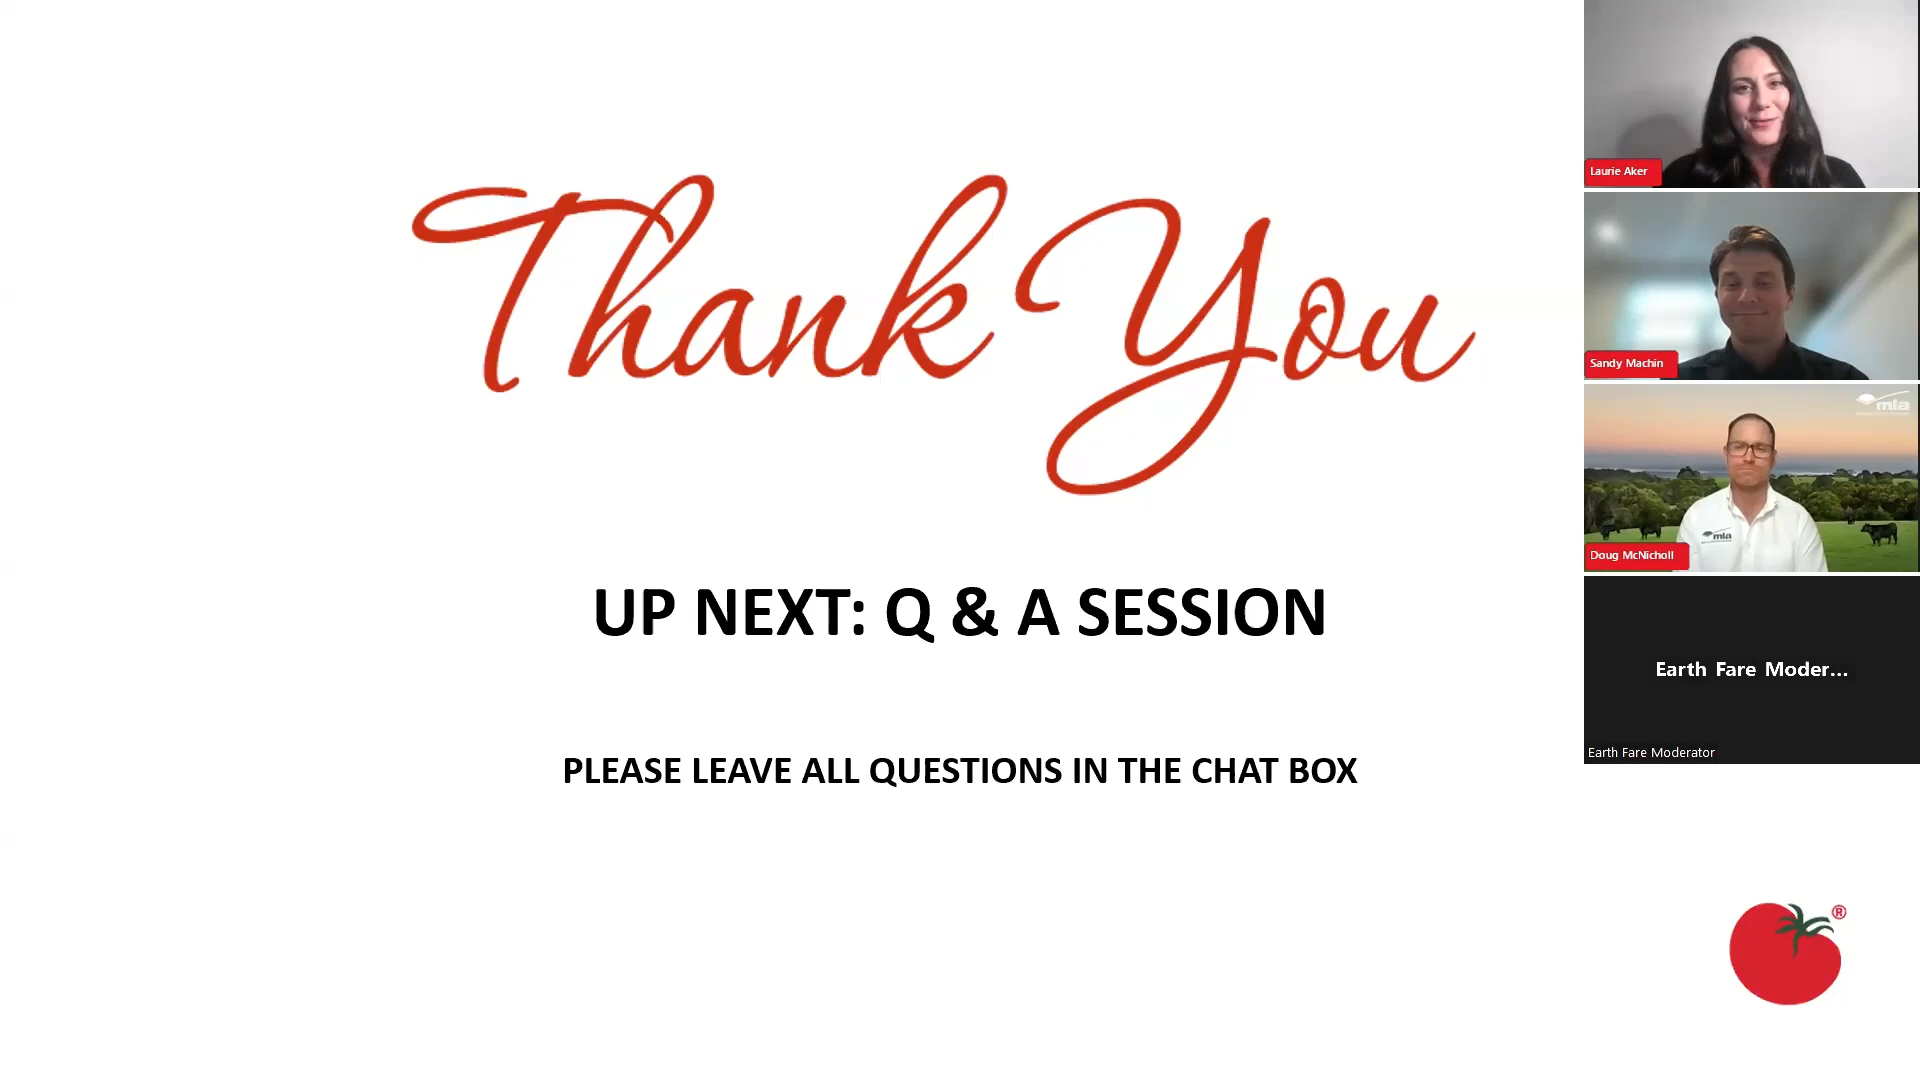 Thank You
UP NEXT: Q & A SESSION
PLEASE LEAVE ALL QUESTIONS IN THE CHAT BOX
®
Laurie Aker
Sandy Machin
mla
mla
Doug McNicholl
Earth Fare Moder...
Earth Fare Moderator